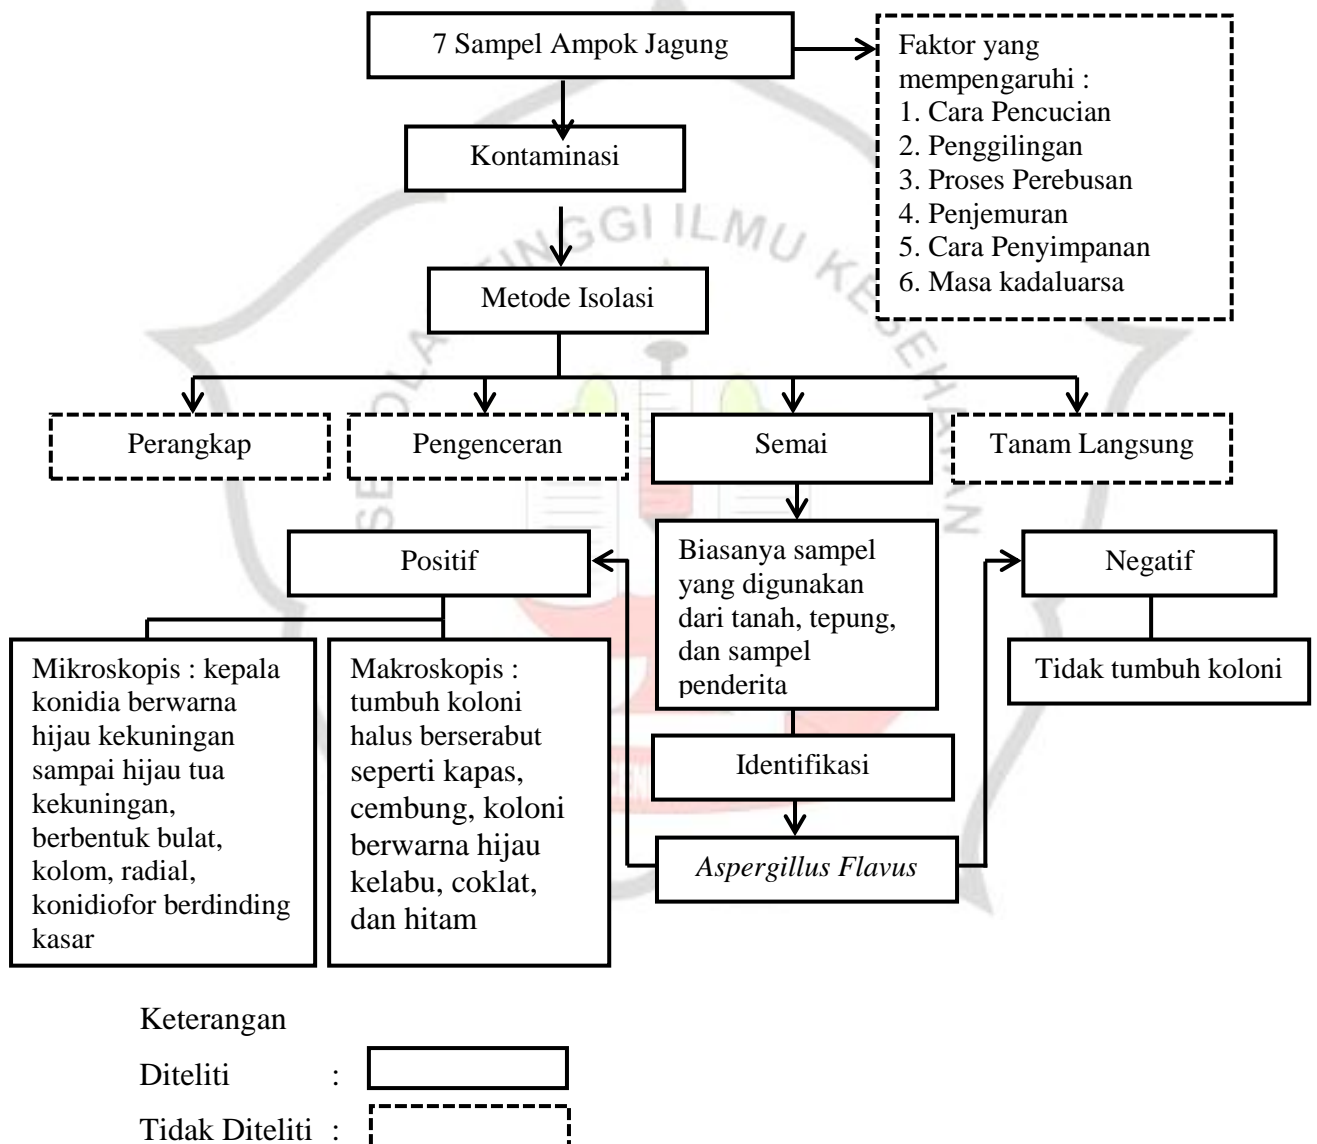 7 Sampel Ampok Jagung
Faktor yang
mempengaruhi :
1. Cara Pencucian
2. Penggilingan
3. Proses Perebusan
4. Penjemuran
5. Cara Penyimpanan
6. Masa kadaluarsa
Kontaminasi
SEKOLAH TINGGI ILMU KESEHATAN
Metode Isolasi
Perangkap
Pengenceran
Semai
Tanam Langsung
Positif
Biasanya sampel
yang digunakan
dari tanah, tepung,
dan sampel
penderita
Negatif
Mikroskopis : kepala
konidia berwarna
hijau kekuningan
sampai hijau tua
kekuningan,
berbentuk bulat,
kolom, radial,
konidiofor berdinding
kasar
Makroskopis :
tumbuh koloni
halus berserabut
seperti kapas,
cembung, koloni
berwarna hijau
kelabu, coklat,
dan hitam
Tidak tumbuh koloni
Identifikasi
Aspergillus Flavus
Keterangan
Diteliti :
Tidak Diteliti :